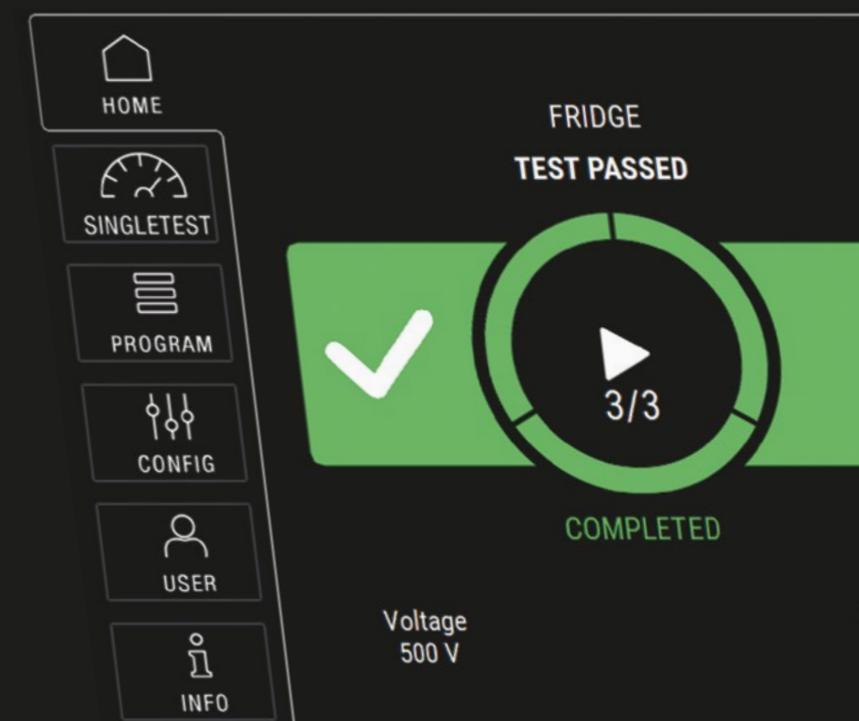 HOME
SINGLETEST
PROGRAM
CONFIG
USER
INFO
FRIDGE
TEST PASSED
3/3
COMPLETED
Voltage
500 V